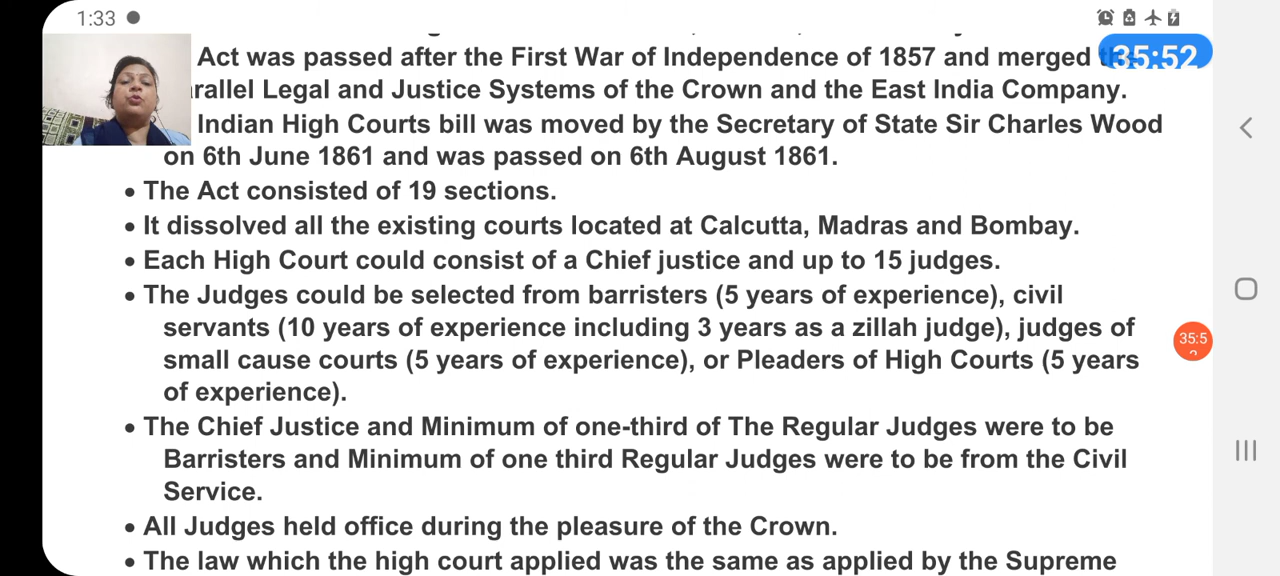 1:33
Act was passed after the First War of Independence of 1857 and merged
35:52
rallel Legal and Justice Systems of the Crown and the East India Company.
Indian High Courts bill was moved by the Secretary of State Sir Charles Wood
on 6th June 1861 and was passed on 6th August 1861.
• The Act consisted of 19 sections.
• It dissolved all the existing courts located at Calcutta, Madras and Bombay.
• Each High Court could consist of a Chief justice and up to 15 judges.
• The Judges could be selected from barristers (5 years of experience), civil
servants (10 years of experience including 3 years as a zillah judge), judges of
small cause courts (5 years of experience), or Pleaders of High Courts (5 years
of experience).
35:5
• The Chief Justice and Minimum of one-third of The Regular Judges were to be
Barristers and Minimum of one third Regular Judges were to be from the Civil
Service.
• All Judges held office during the pleasure of the Crown.
• The law which the high court applied was the same as applied by the Supreme